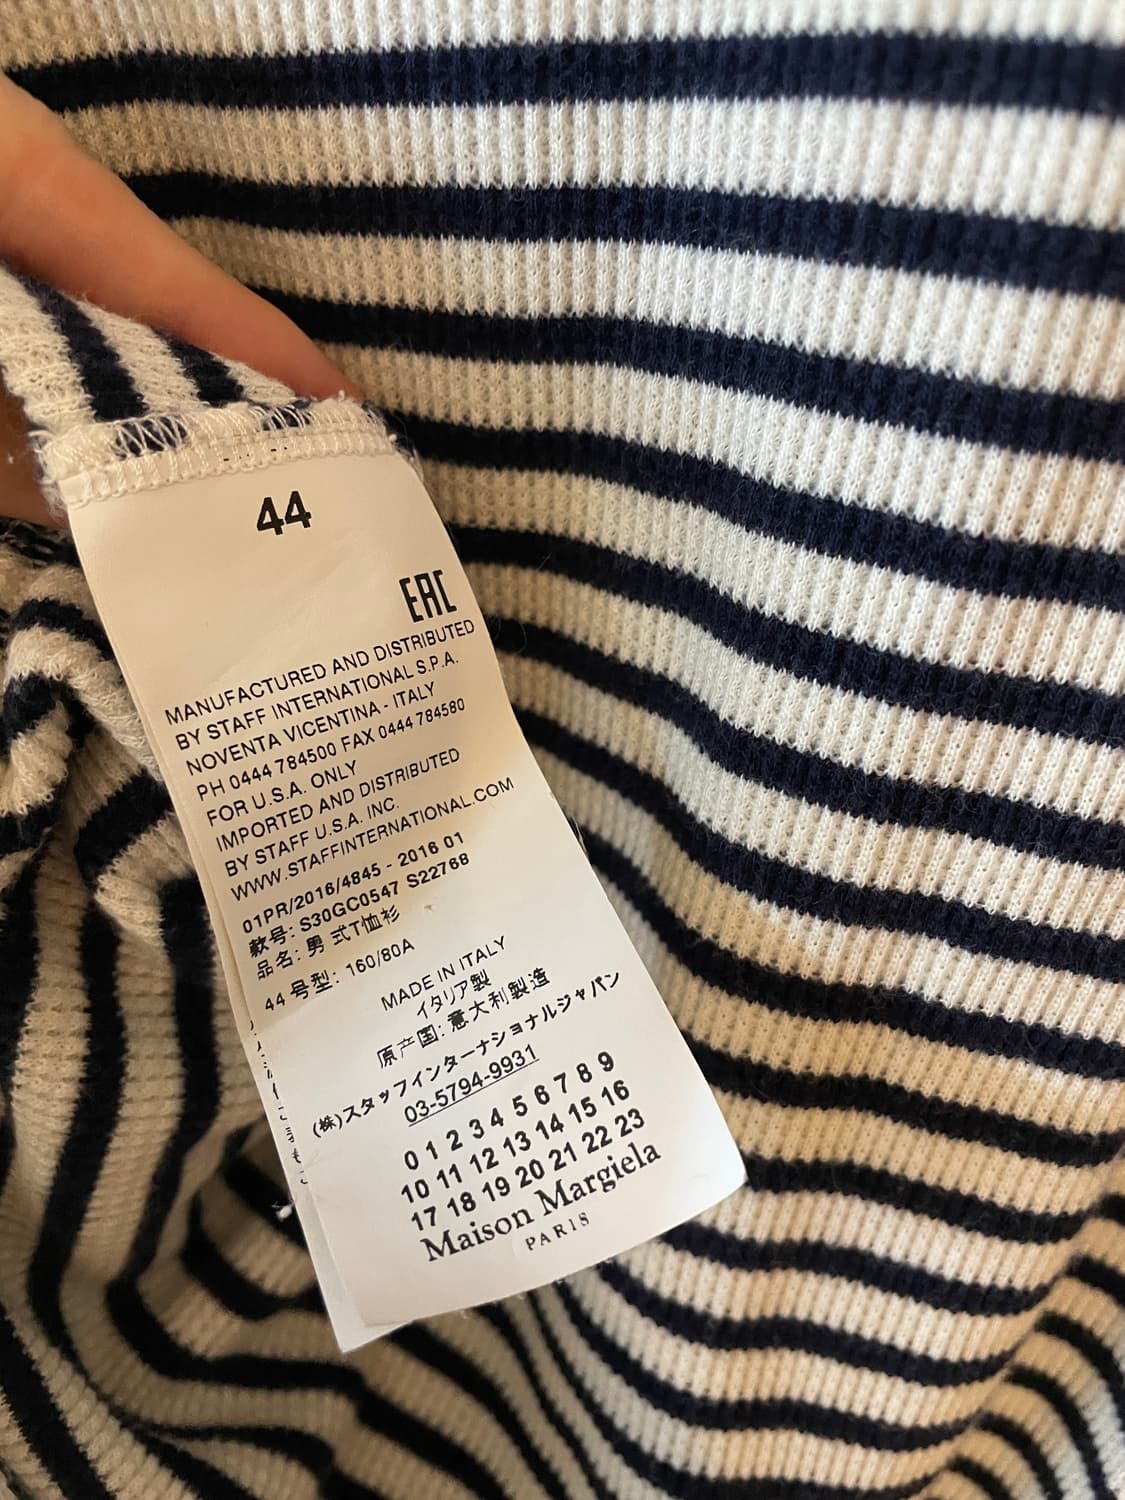 44
EAC
MANUFACTURED AND DISTRIBUTED
BY STAFF INTERNATIONAL S.P.A.
NOVENTA VICENTINA - ITALY
PH 0444 784500 FAX 0444 784580
FOR U.S.A. ONLY
IMPORTED AND DISTRIBUTED
BY STAFF U.S.A. INC.
WWW.STAFFINTERNATIONAL.COM
01PR/2016/4845 - 2016 01
款号: S30GC0547 S22768
品名: 男 式T恤衫
44 号型: 160/80A
MADE IN ITALY
イタリア製
原产国: 意大利製造
(株)スタッフインターナショナルジャパン
03-5794-9931
0 1 2 3 4 5 6 7 8 9
10 11 12 13 14 15 16
17 18 19 20 21 22 23
Maison Margiela
PARIS